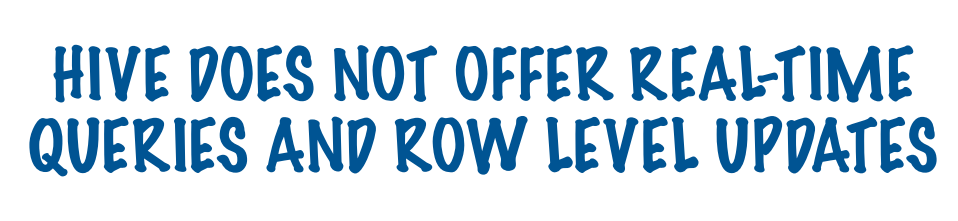 HIVE DOES NOT OFFER REAL-TIME
QUERIES AND ROW LEVEL UPDATES